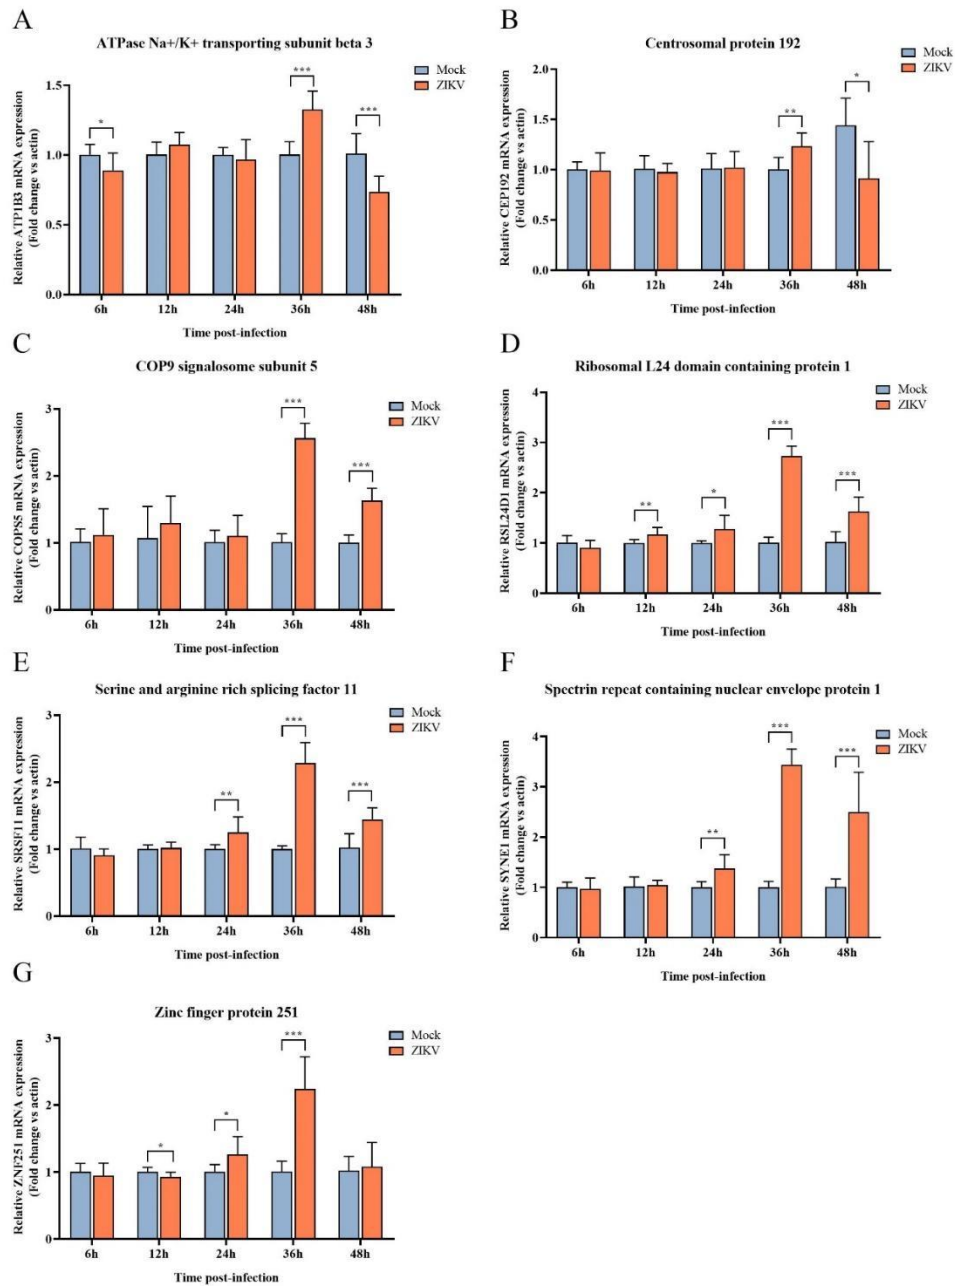 A
ATPase Na+/K+ transporting subunit beta 3
Mock
ZIKV
Relative ATP1B3 mRNA expression
(Fold change vs actin)
1.5
1.0
0.5
0.0
*
***
***
6h 12h 24h 36h 48h
Time post-infection
B
Centrosomal protein 192
Mock
ZIKV
Relative CEP192 mRNA expression
(Fold change vs actin)
2.0
1.5
1.0
0.5
0.0
**
*
6h 12h 24h 36h 48h
Time post-infection
C
COP9 signalosome subunit 5
Mock
ZIKV
Relative COPS5 mRNA expression
(Fold change vs actin)
3
2
1
0
***
***
6h 12h 24h 36h 48h
Time post-infection
D
Ribosomal L24 domain containing protein 1
Mock
ZIKV
Relative RSL24D1 mRNA expression
(Fold change vs actin)
4
3
2
1
0
**
*
***
***
6h 12h 24h 36h 48h
Time post-infection
E
Serine and arginine rich splicing factor 11
Mock
ZIKV
Relative SRSF11 mRNA expression
(Fold change vs actin)
3
2
1
0
**
***
***
6h 12h 24h 36h 48h
Time post-infection
F
Spectrin repeat containing nuclear envelope protein 1
Mock
ZIKV
Relative SYNE1 mRNA expression
(Fold change vs actin)
4
3
2
1
0
**
***
***
6h 12h 24h 36h 48h
Time post-infection
G
Zinc finger protein 251
Mock
ZIKV
Relative ZNF251 mRNA expression
(Fold change vs actin)
3
2
1
0
*
*
***
6h 12h 24h 36h 48h
Time post-infection